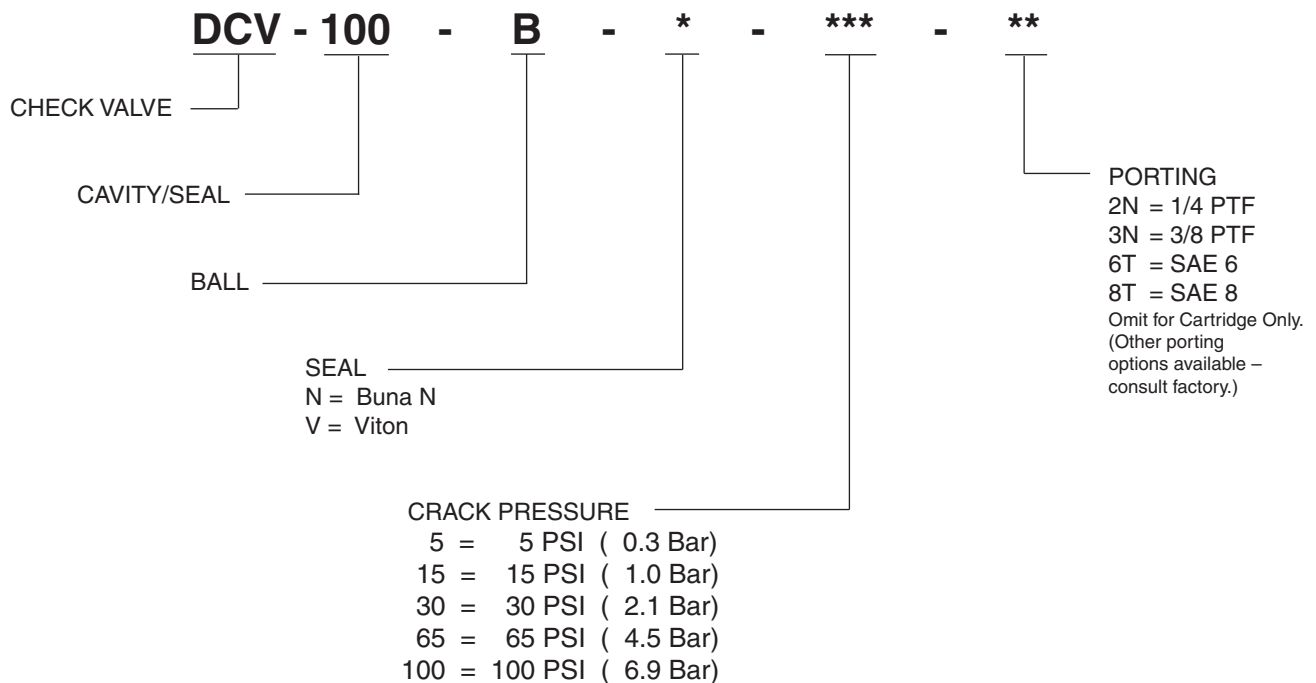 DCV - 100 - B - * - *** - **
CHECK VALVE
CAVITY/SEAL
BALL
SEAL
N = Buna N
V = Viton
CRACK PRESSURE
5 = 5 PSI ( 0.3 Bar)
15 = 15 PSI ( 1.0 Bar)
30 = 30 PSI ( 2.1 Bar)
65 = 65 PSI ( 4.5 Bar)
100 = 100 PSI ( 6.9 Bar)
PORTING
2N = 1/4 PTF
3N = 3/8 PTF
6T = SAE 6
8T = SAE 8
Omit for Cartridge Only.
(Other porting
options available –
consult factory.)